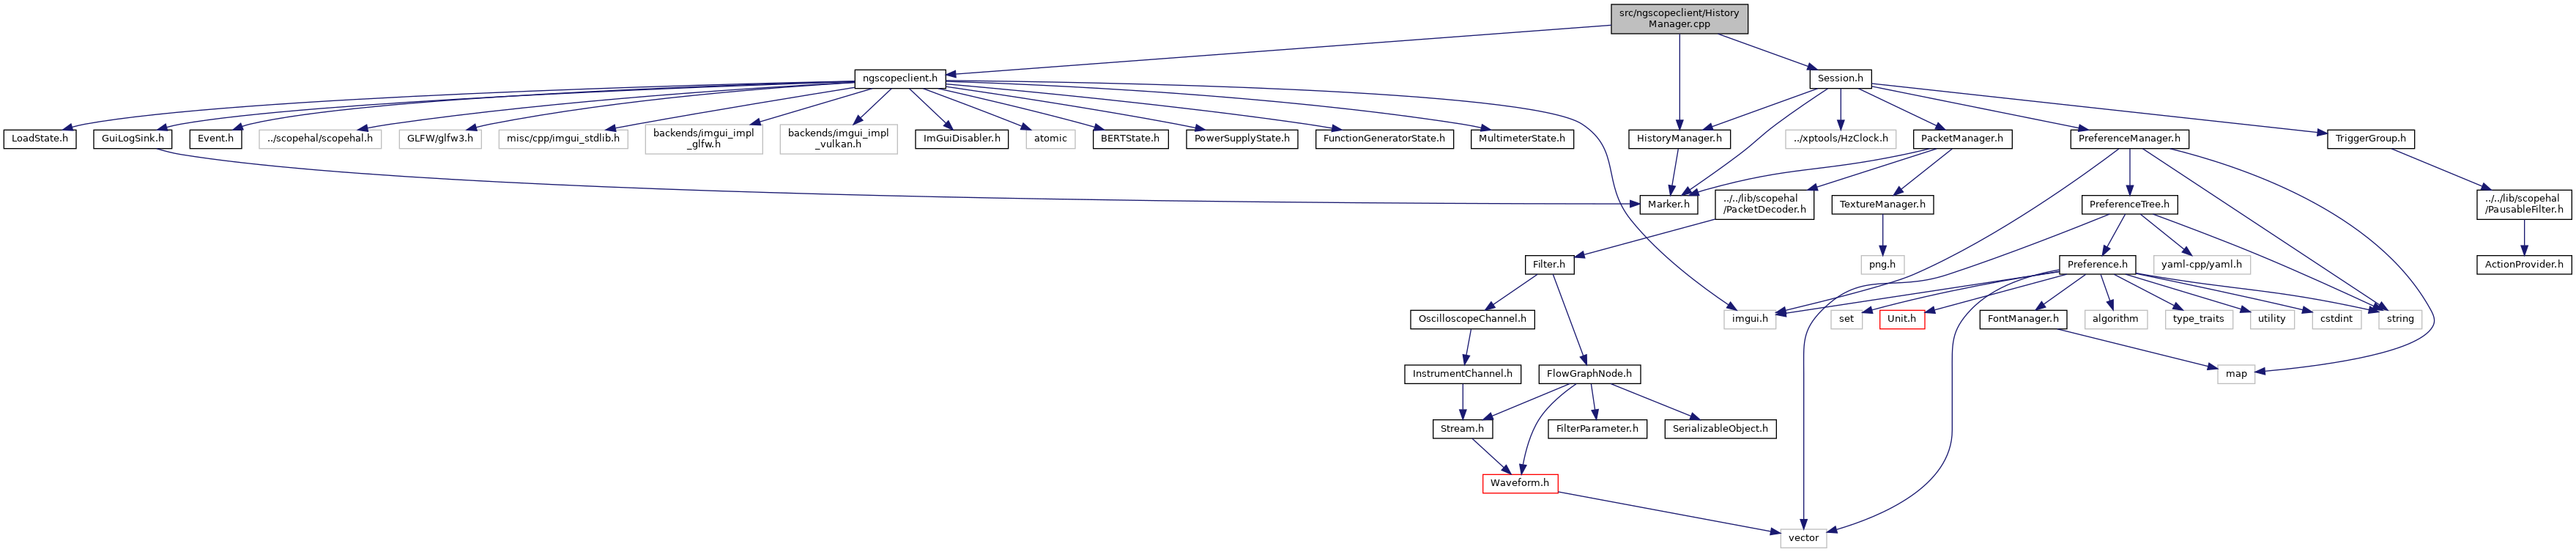 src/ngscopeclient/History
Manager.cpp
ngscopeclient.h
Session.h
LoadState.h
GuiLogSink.h
Event.h
../scopehal/scopehal.h
GLFW/glfw3.h
misc/cpp/imgui_stdlib.h
backends/imgui_impl
_glfw.h
backends/imgui_impl
_vulkan.h
ImGuiDisabler.h
atomic
BERTState.h
PowerSupplyState.h
FunctionGeneratorState.h
MultimeterState.h
HistoryManager.h
../xptools/HzClock.h
PacketManager.h
PreferenceManager.h
TriggerGroup.h
Marker.h
../../lib/scopehal
/PacketDecoder.h
TextureManager.h
PreferenceTree.h
../../lib/scopehal
/PausableFilter.h
Filter.h
png.h
Preference.h
yaml-cpp/yaml.h
ActionProvider.h
OscilloscopeChannel.h
imgui.h
set
Unit.h
FontManager.h
algorithm
type_traits
utility
cstdint
string
InstrumentChannel.h
FlowGraphNode.h
map
Stream.h
FilterParameter.h
SerializableObject.h
Waveform.h
vector